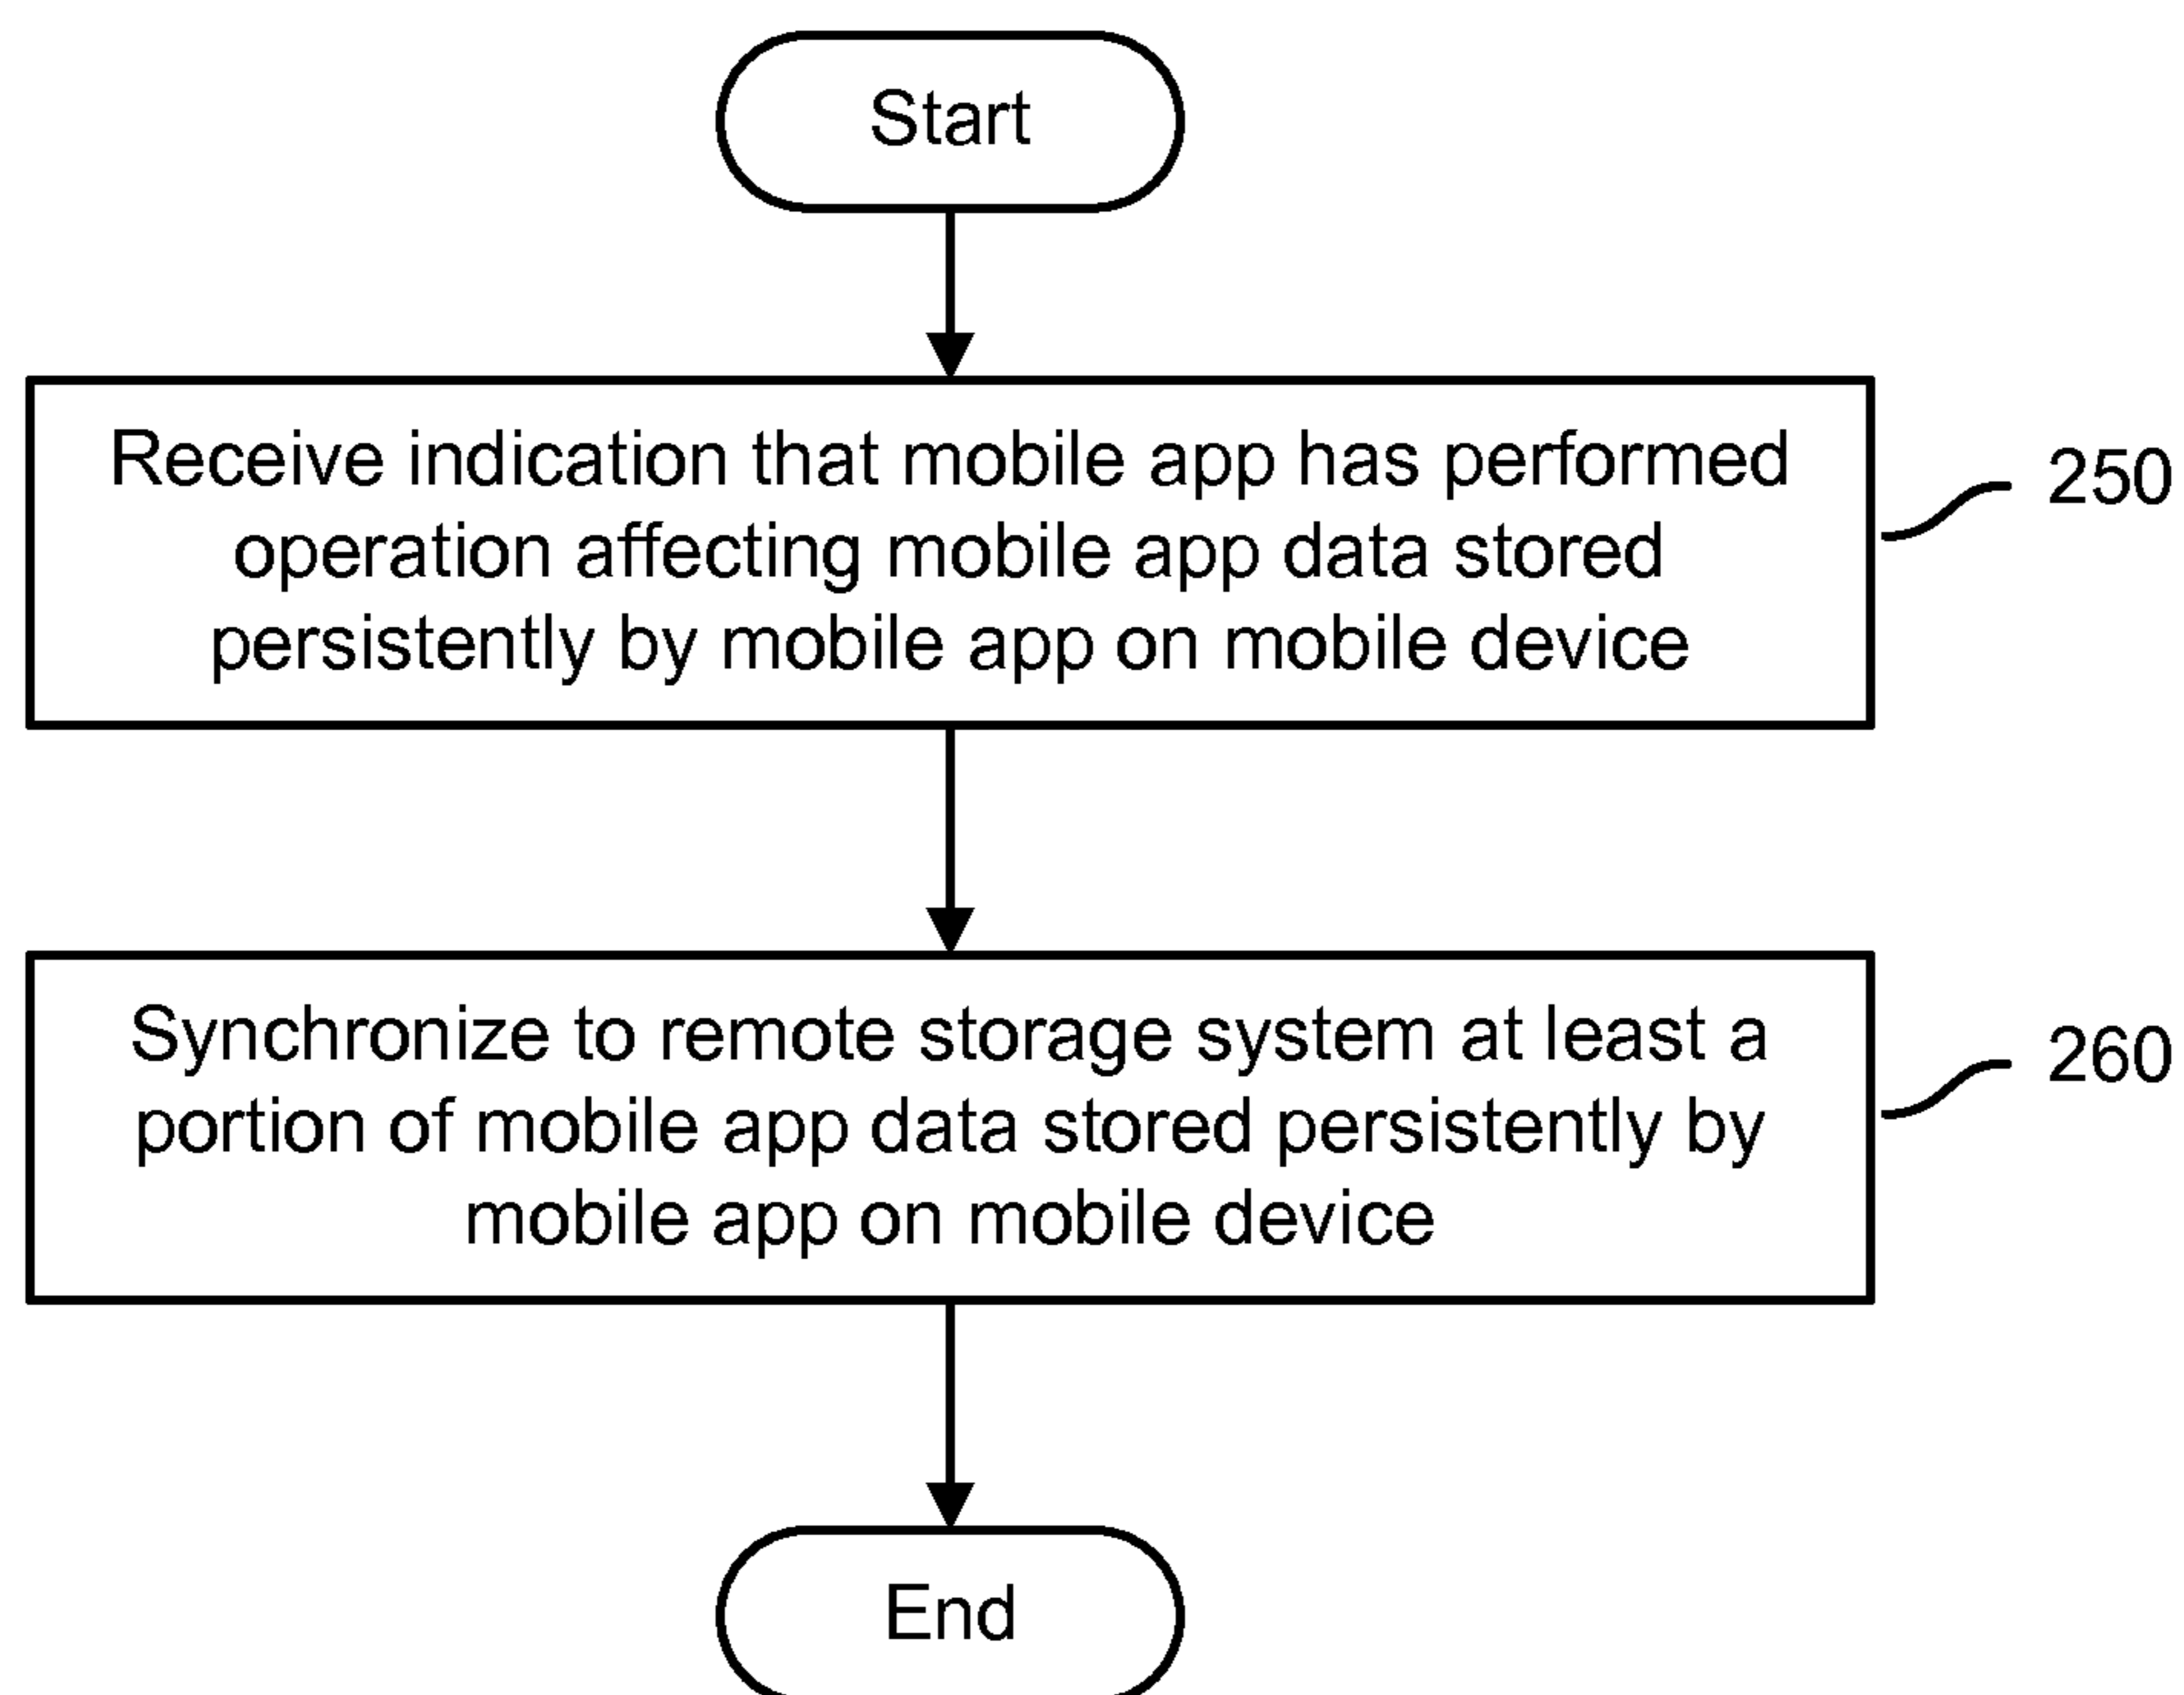 Start
Receive indication that mobile app has performed
operation affecting mobile app data stored
persistently by mobile app on mobile device
250
Synchronize to remote storage system at least a
portion of mobile app data stored persistently by
mobile app on mobile device
260
End